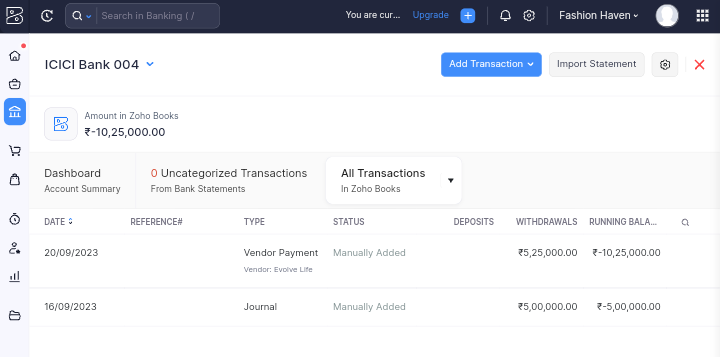 Search in Banking ( /
You are cur...
Upgrade
Fashion Haven
ICICI Bank 004
Add Transaction
Import Statement
Amount in Zoho Books
₹-10,25,000.00
Dashboard
Account Summary
0 Uncategorized Transactions
From Bank Statements
All Transactions
In Zoho Books
DATE REFERENCE# TYPE STATUS DEPOSITS WITHDRAWALS RUNNING BALA...
20/09/2023 Vendor Payment Manually Added ₹5,25,000.00 ₹-10,25,000.00
Vendor: Evolve Life
16/09/2023 Journal Manually Added ₹5,00,000.00 ₹-5,00,000.00